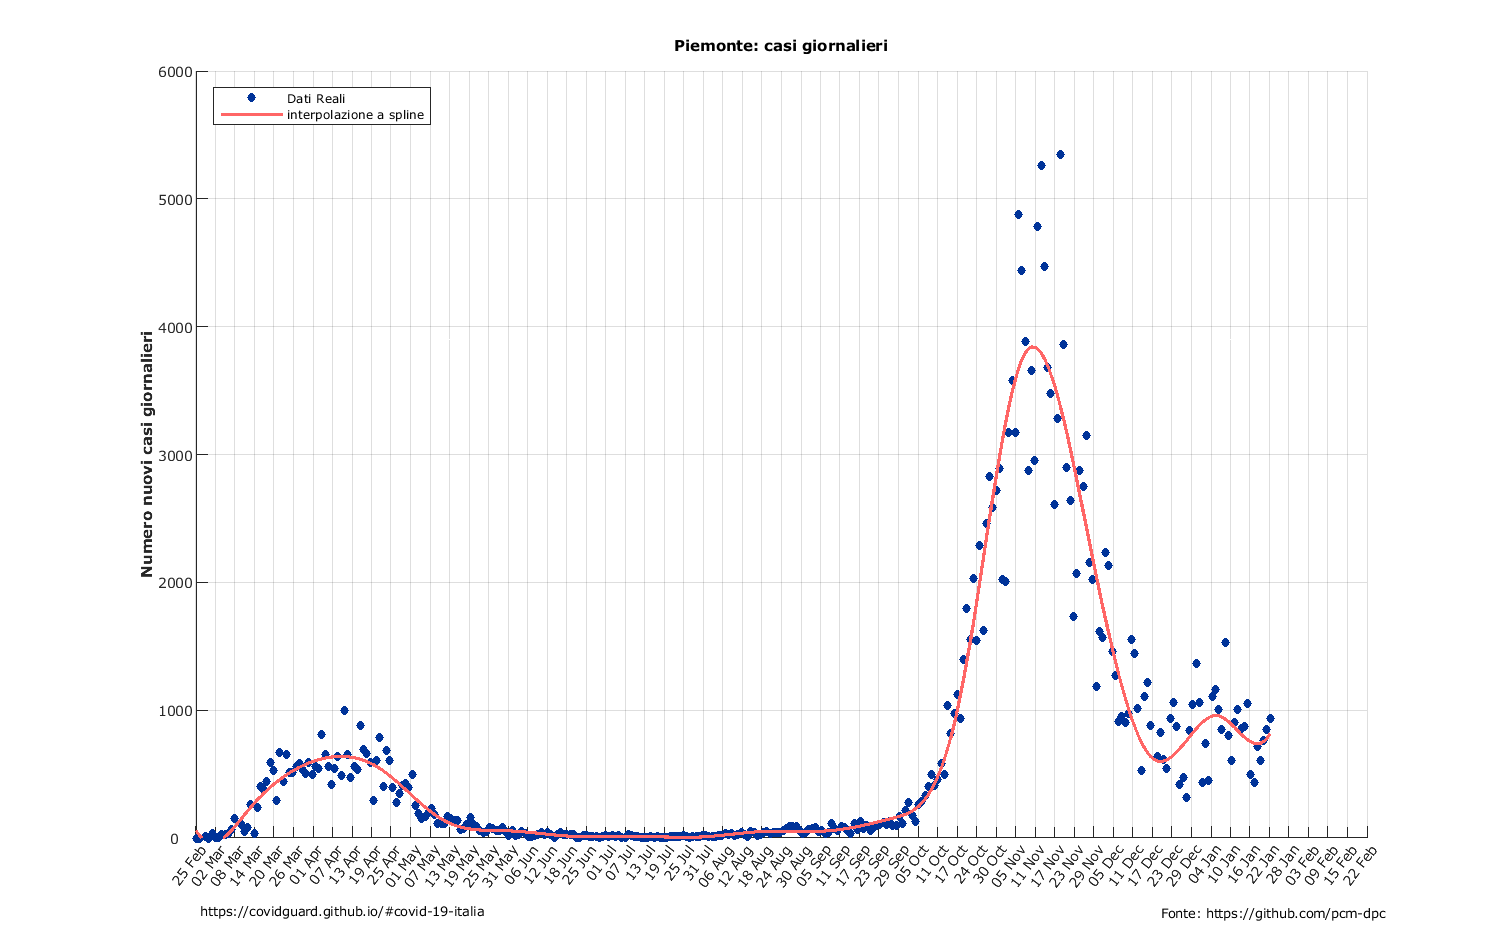 Piemonte: casi giornalieri
6000
5000
4000
3000
2000
1000
0
Numero nuovi casi giornalieri
Dati Reali
interpolazione a spline
25 Feb
02 Mar
08 Mar
14 Mar
20 Mar
26 Mar
01 Apr
07 Apr
13 Apr
19 Apr
25 Apr
01 May
07 May
13 May
19 May
25 May
31 May
06 Jun
12 Jun
18 Jun
25 Jun
01 Jul
07 Jul
13 Jul
19 Jul
25 Jul
31 Jul
06 Aug
12 Aug
18 Aug
24 Aug
30 Aug
05 Sep
11 Sep
17 Sep
23 Sep
29 Sep
05 Oct
11 Oct
17 Oct
24 Oct
30 Oct
05 Nov
11 Nov
17 Nov
23 Nov
29 Nov
05 Dec
11 Dec
17 Dec
23 Dec
29 Dec
04 Jan
10 Jan
16 Jan
22 Jan
28 Jan
03 Feb
09 Feb
15 Feb
22 Feb
https://covidguard.github.io/#covid-19-italia
Fonte: https://github.com/pcm-dpc